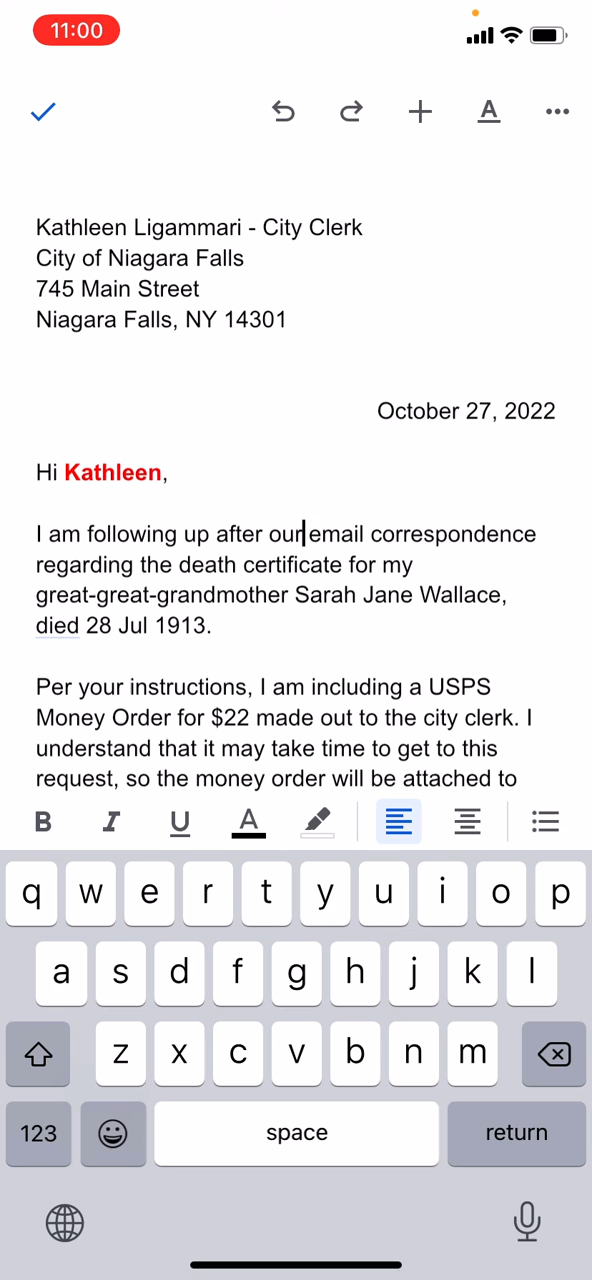 11:00
A
Kathleen Ligammari - City Clerk
City of Niagara Falls
745 Main Street
Niagara Falls, NY 14301
October 27, 2022
Hi Kathleen,
I am following up after our email correspondence
regarding the death certificate for my
great-great-grandmother Sarah Jane Wallace,
died 28 Jul 1913.
Per your instructions, I am including a USPS
Money Order for $22 made out to the city clerk. I
understand that it may take time to get to this
request, so the money order will be attached to
B I U A
q w e r t y u i o p
a s d f g h j k l
z x c v b n m
123 space return